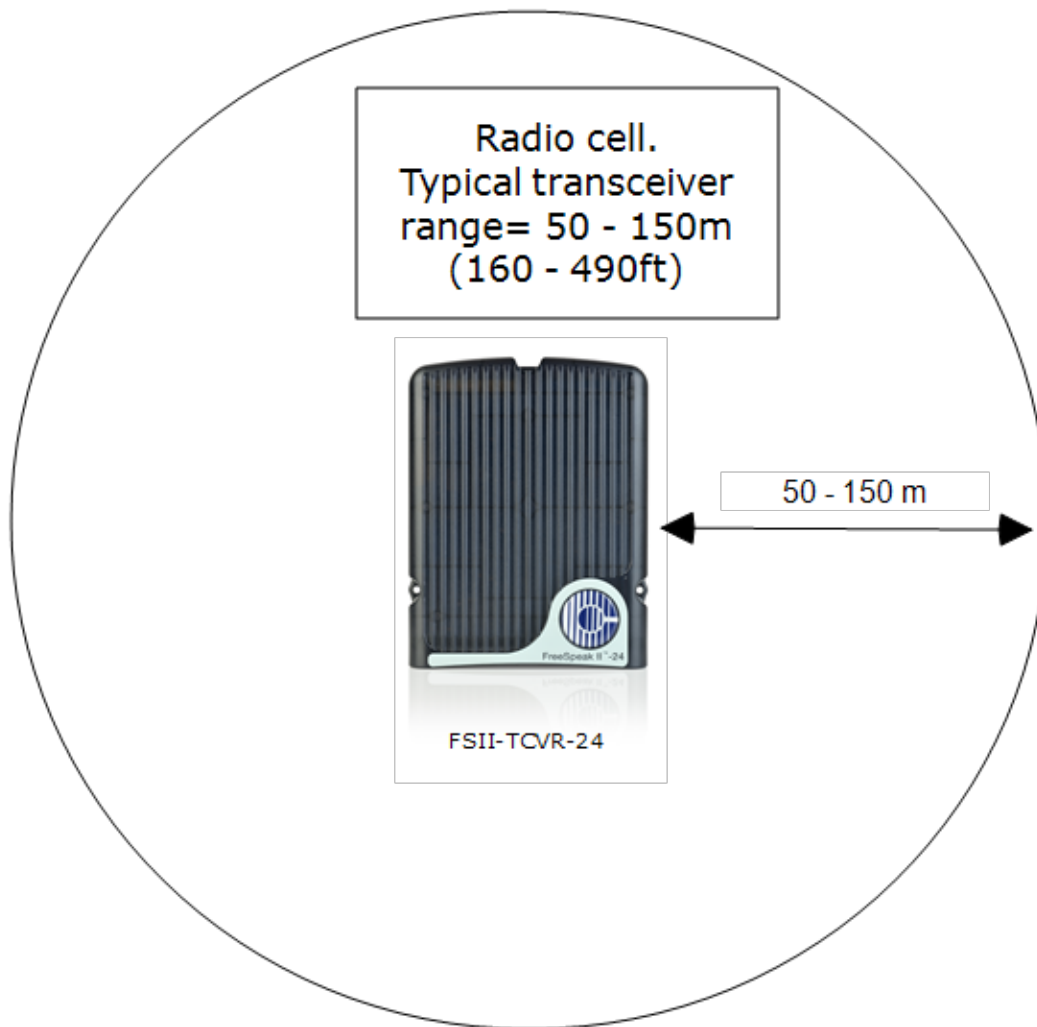 Radio cell.
Typical transceiver
range= 50 - 150m
(160 - 490ft)
50 - 150 m
FreeSpeak II™-24
FSII-TCVR-24